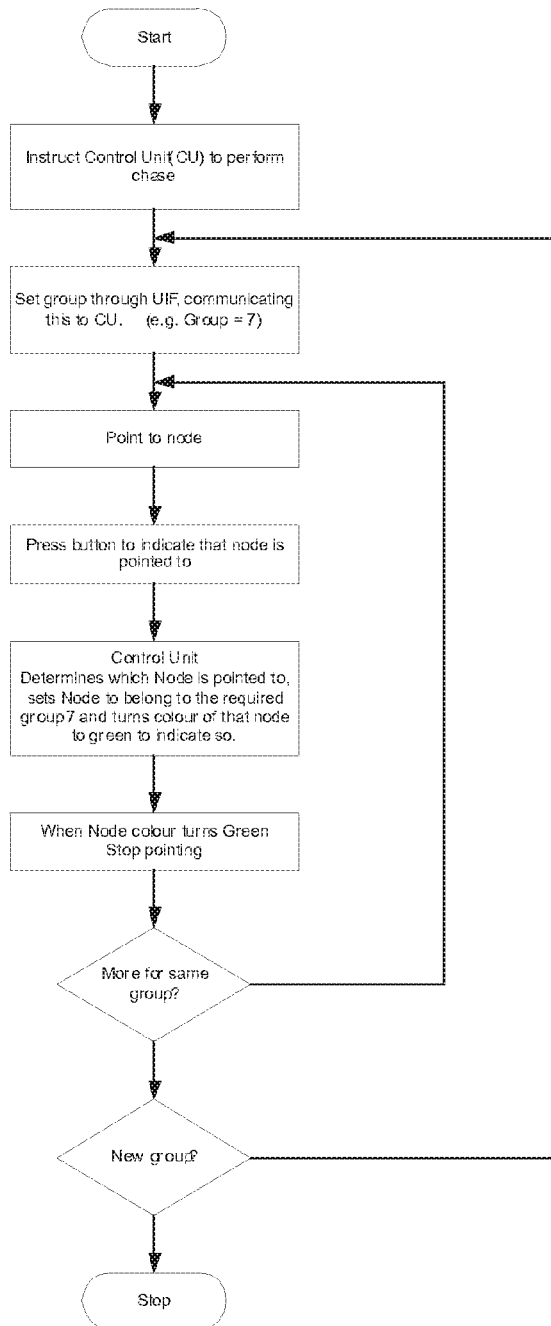 Start
Instruct Control Unit(CU) to perform
chase
Set group through UIF, communicating
this to CU. (e.g. Group = 7)
Point to node
Press button to indicate that node is
pointed to
Control Unit
Determines which Node is pointed to,
sets Node to belong to the required
group7 and turns colour of that node
to green to indicate so.
When Node colour turns Green
Stop pointing
More for same
group?
New group?
Stop